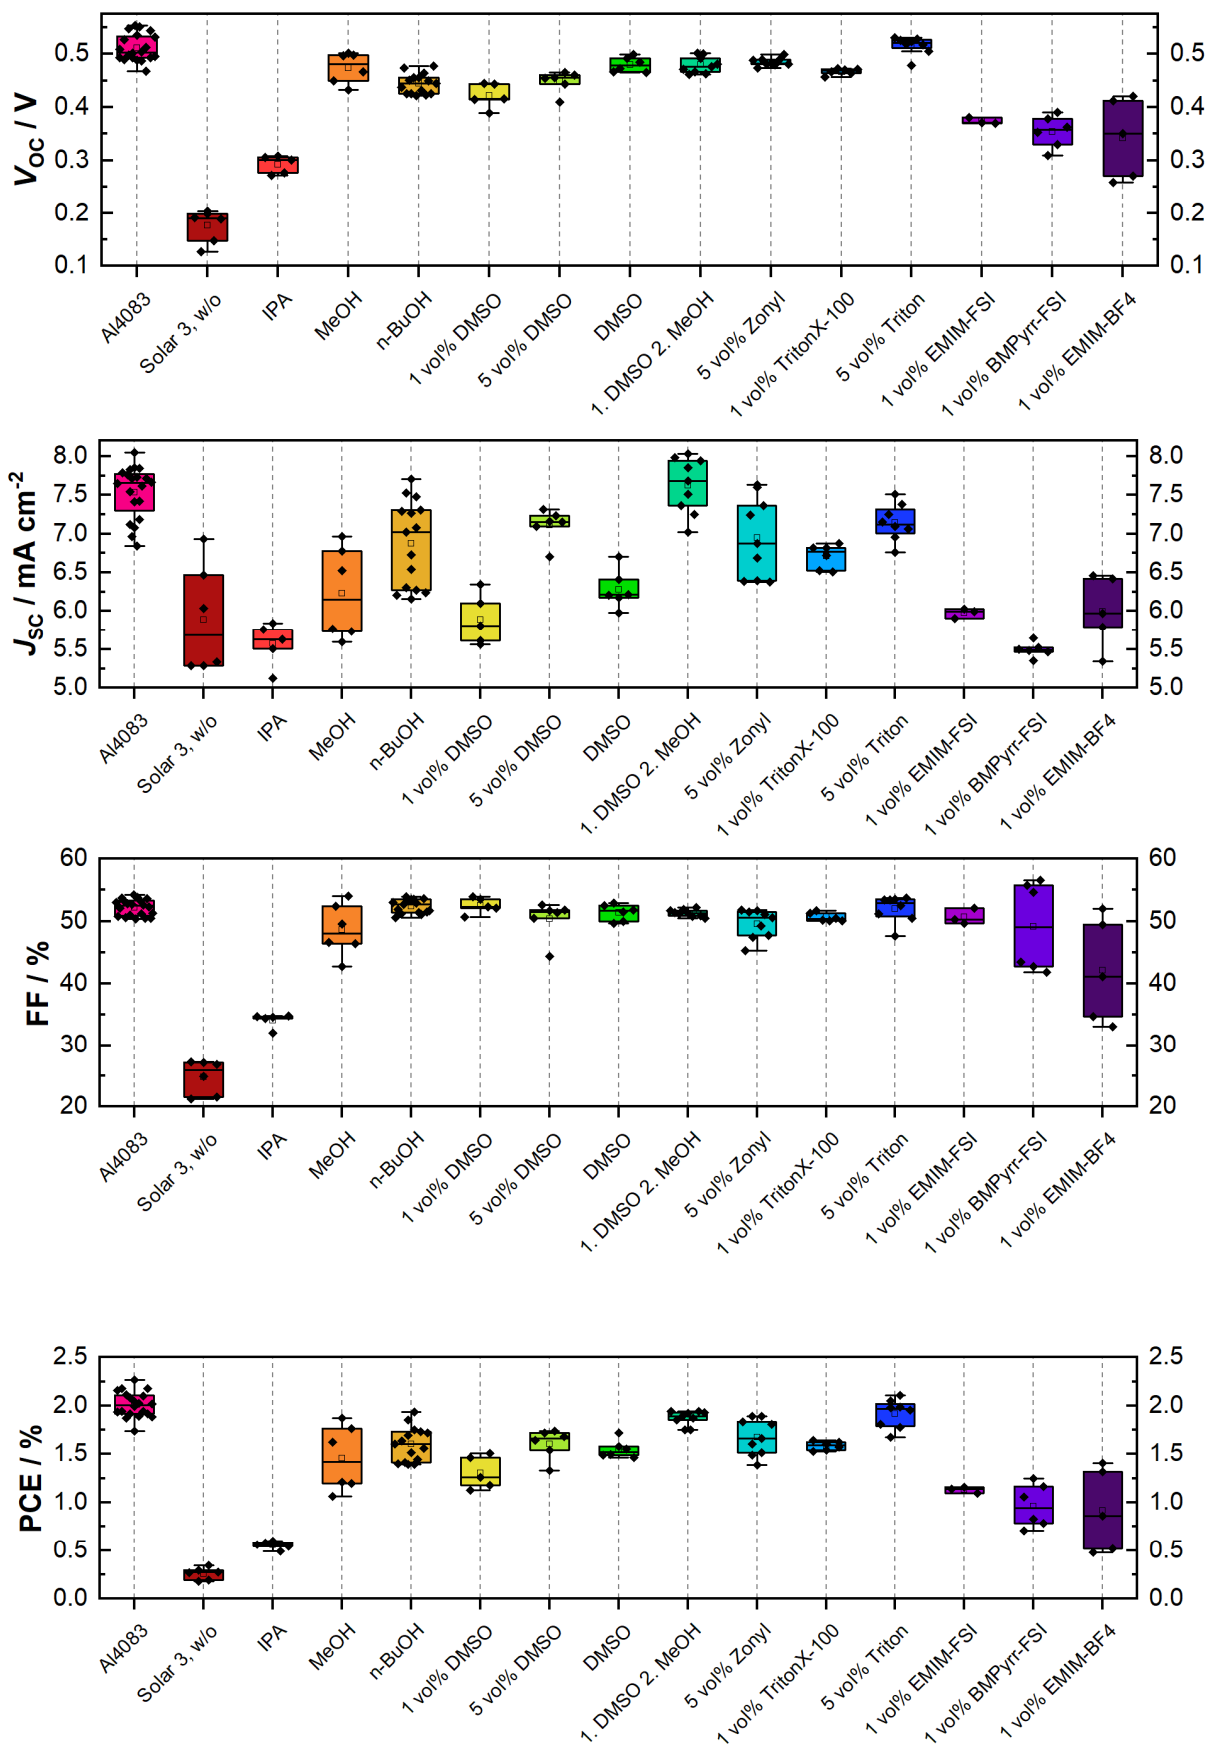 V_OC / V
0.5 0.5
0.4 0.4
0.3 0.3
0.2 0.2
0.1 0.1
AI4083
Solar 3, w/o
IPA
MeOH
n-BuOH
1 vol% DMSO
5 vol% DMSO
DMSO
1. DMSO 2. MeOH
5 vol% Zonyl
1 vol% TritonX-100
5 vol% Triton
1 vol% EMIM-FSI
1 vol% BMPyrr-FSI
1 vol% EMIM-BF4
J_SC / mA cm⁻²
8.0 8.0
7.5 7.5
7.0 7.0
6.5 6.5
6.0 6.0
5.5 5.5
5.0 5.0
AI4083
Solar 3, w/o
IPA
MeOH
n-BuOH
1 vol% DMSO
5 vol% DMSO
DMSO
1. DMSO 2. MeOH
5 vol% Zonyl
1 vol% TritonX-100
5 vol% Triton
1 vol% EMIM-FSI
1 vol% BMPyrr-FSI
1 vol% EMIM-BF4
FF / %
60 60
50 50
40 40
30 30
20 20
AI4083
Solar 3, w/o
IPA
MeOH
n-BuOH
1 vol% DMSO
5 vol% DMSO
DMSO
1. DMSO 2. MeOH
5 vol% Zonyl
1 vol% TritonX-100
5 vol% Triton
1 vol% EMIM-FSI
1 vol% BMPyrr-FSI
1 vol% EMIM-BF4
PCE / %
2.5 2.5
2.0 2.0
1.5 1.5
1.0 1.0
0.5 0.5
0.0 0.0
AI4083
Solar 3, w/o
IPA
MeOH
n-BuOH
1 vol% DMSO
5 vol% DMSO
DMSO
1. DMSO 2. MeOH
5 vol% Zonyl
1 vol% TritonX-100
5 vol% Triton
1 vol% EMIM-FSI
1 vol% BMPyrr-FSI
1 vol% EMIM-BF4